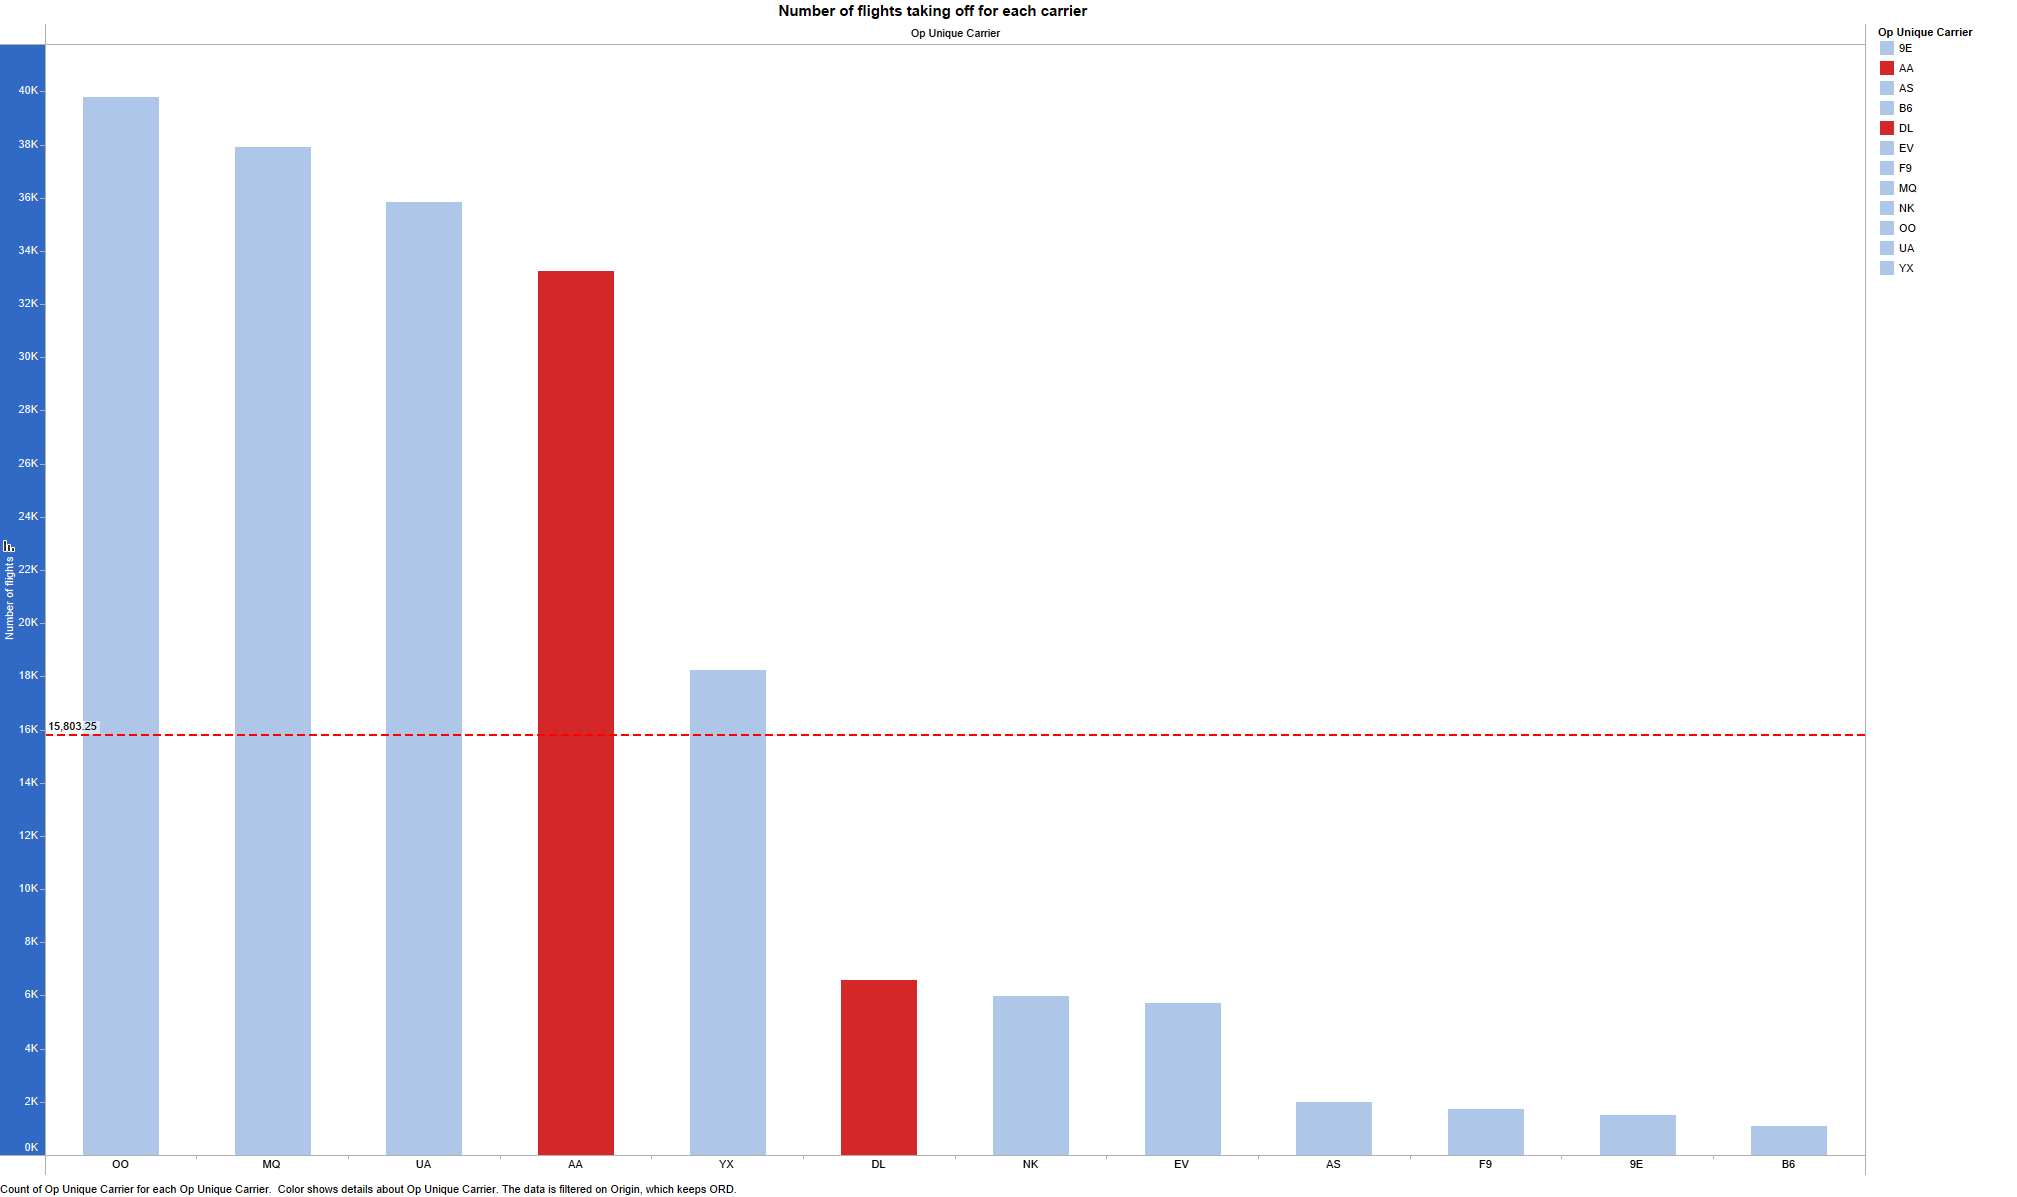 Number of flights taking off for each carrier
Op Unique Carrier
40K
38K
36K
34K
32K
30K
28K
26K
24K
22K
20K
18K
16K
14K
12K
10K
8K
6K
4K
2K
0K
Number of flights
15,803.25
OO MQ UA AA YX DL NK EV AS F9 9E B6
Op Unique Carrier
9E
AA
AS
B6
DL
EV
F9
MQ
NK
OO
UA
YX
Count of Op Unique Carrier for each Op Unique Carrier.  Color shows details about Op Unique Carrier. The data is filtered on Origin, which keeps ORD.